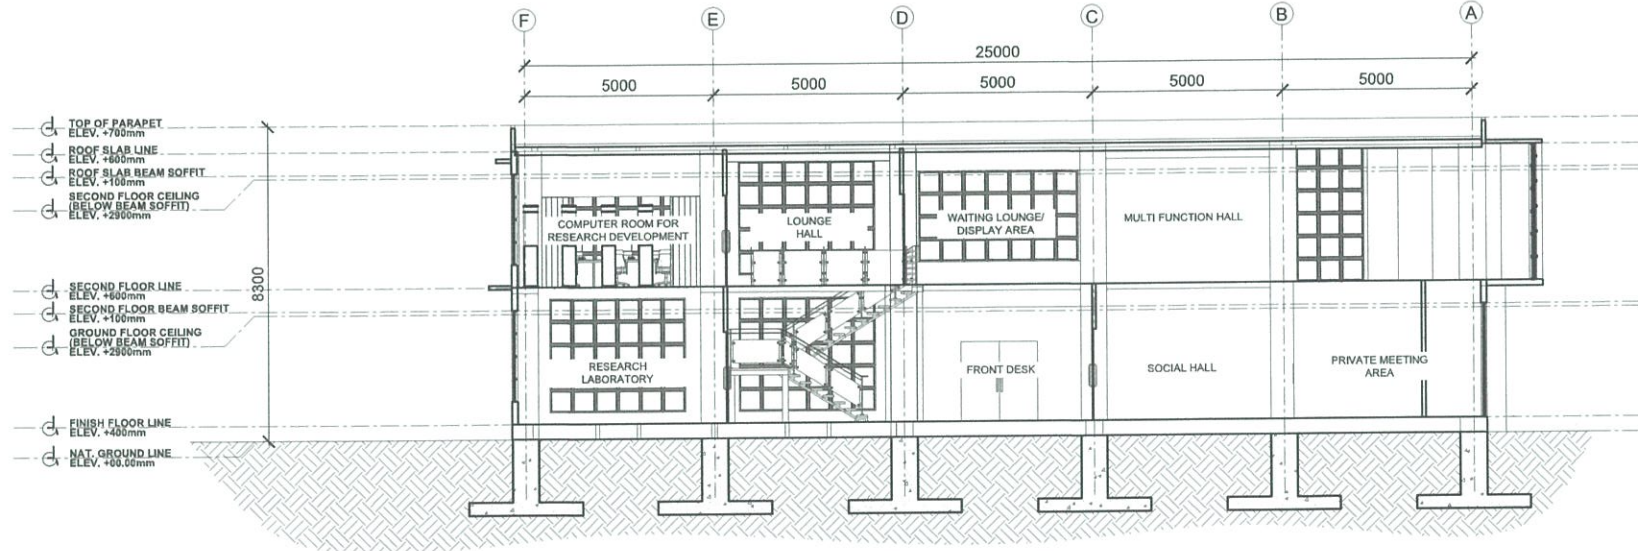 F E D C B A
25000
5000 5000 5000 5000 5000
TOP OF PARAPET
ELEV. +700mm
ROOF SLAB LINE
ELEV. +600mm
ROOF SLAB BEAM SOFFIT
ELEV. +100mm
SECOND FLOOR CEILING
(BELOW BEAM SOFFIT)
ELEV. +2900mm
SECOND FLOOR LINE
ELEV. +600mm
SECOND FLOOR BEAM SOFFIT
ELEV. +100mm
GROUND FLOOR CEILING
(BELOW BEAM SOFFIT)
ELEV. +2900mm
FINISH FLOOR LINE
ELEV. +400mm
NAT. GROUND LINE
ELEV. +00.00mm
8300
COMPUTER ROOM FOR
RESEARCH DEVELOPMENT
LOUNGE
HALL
WAITING LOUNGE/
DISPLAY AREA
MULTI FUNCTION HALL
RESEARCH
LABORATORY
FRONT DESK
SOCIAL HALL
PRIVATE MEETING
AREA